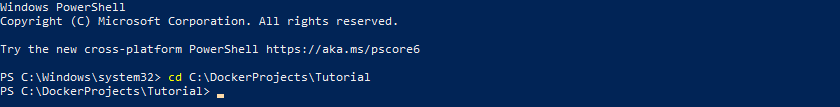 Windows PowerShell
Copyright (C) Microsoft Corporation. All rights reserved.
Try the new cross-platform PowerShell https://aka.ms/pscore6
PS C:\Windows\system32> cd C:\DockerProjects\Tutorial
PS C:\DockerProjects\Tutorial> _